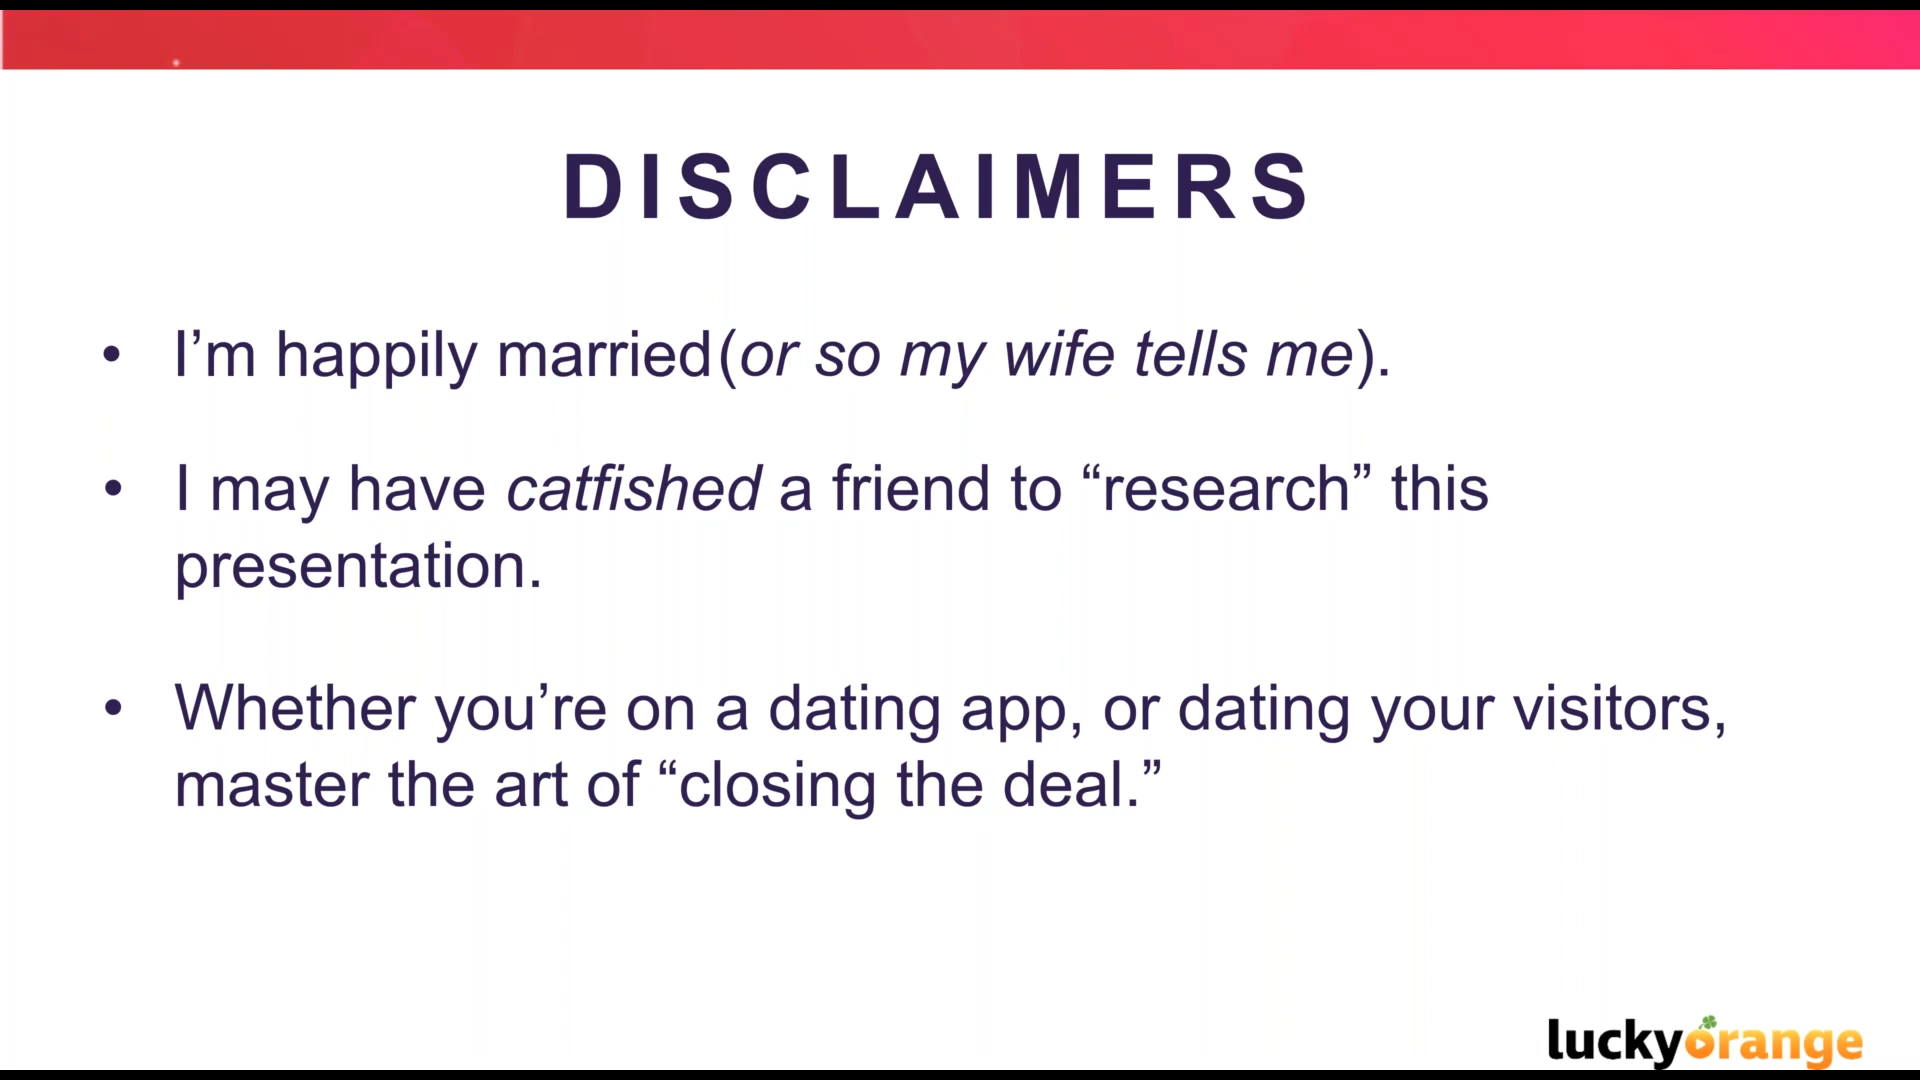 DISCLAIMERS
• I’m happily married(or so my wife tells me).
• I may have catfished a friend to “research” this
presentation.
• Whether you’re on a dating app, or dating your visitors,
master the art of “closing the deal.”
luckyorange